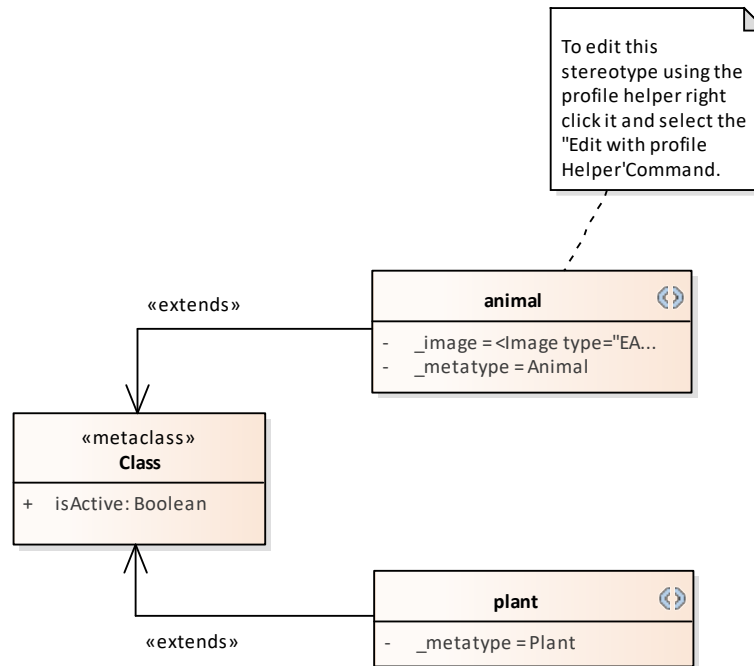 To edit this
stereotype using the
profile helper right
click it and select the
"Edit with profile
Helper'Command.
animal
«extends»
- _image = <Image type="EA...
- _metatype = Animal
«metaclass»
Class
+ isActive: Boolean
plant
«extends»
- _metatype = Plant